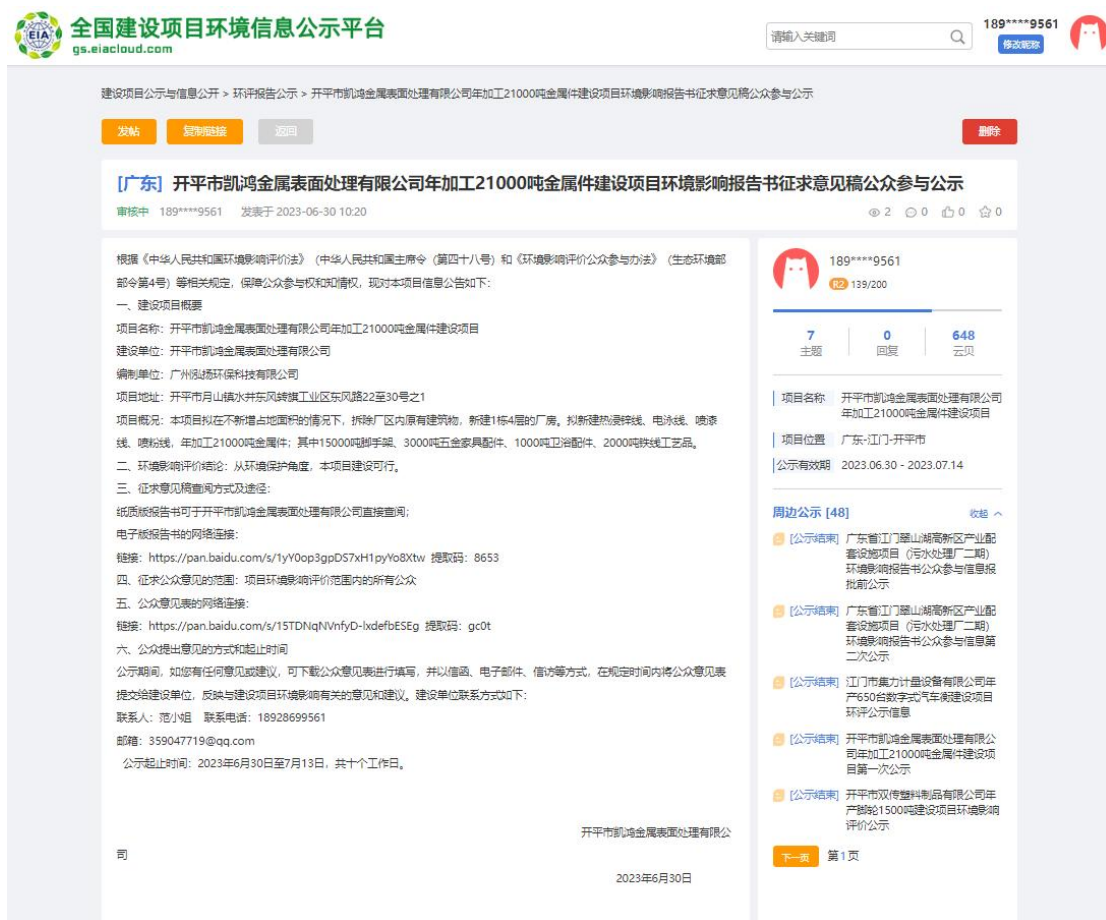 EIA
全国建设项目环境信息公示平台
gs.eiacloud.com
请输入关键词
189****9561
修改昵称
建设项目公示与信息公开 > 环评报告公示 > 开平市凯鸿金属表面处理有限公司年加工21000吨金属件建设项目环境影响报告书征求意见稿公众参与公示
发帖
复制链接
返回
删除
[广东] 开平市凯鸿金属表面处理有限公司年加工21000吨金属件建设项目环境影响报告书征求意见稿公众参与公示
审核中 189****9561 发表于 2023-06-30 10:20
2 0 0 0
根据《中华人民共和国环境影响评价法》（中华人民共和国主席令（第四十八号）和《环境影响评价公众参与办法》（生态环境部
部令第4号）等相关规定，保障公众参与权和知情权，现对本项目信息公告如下：
一、建设项目概要
项目名称：开平市凯鸿金属表面处理有限公司年加工21000吨金属件建设项目
建设单位：开平市凯鸿金属表面处理有限公司
编制单位：广州泓扬环保科技有限公司
项目地址：开平市月山镇水井东风砖旗工业区东风路22至30号之1
项目概况：本项目拟在不新增占地面积的情况下，拆除厂区内原有建筑物，新建1栋4层的厂房。拟新建热浸锌线、电泳线、喷漆
线、喷粉线，年加工21000吨金属件；其中15000吨脚手架、3000吨五金家具配件、1000吨卫浴配件、2000吨铁线工艺品。
二、环境影响评价结论：从环境保护角度，本项目建设可行。
三、征求意见稿查阅方式及途径：
纸质版报告书可于开平市凯鸿金属表面处理有限公司直接查阅；
电子版报告书的网络连接：
链接：https://pan.baidu.com/s/1yY0op3gpDS7xH1pyYo8Xtw 提取码：8653
四、征求公众意见的范围：项目环境影响评价范围内的所有公众
五、公众意见表的网络连接：
链接：https://pan.baidu.com/s/15TDNqNVnfyD-lxdefbESEg 提取码：gc0t
六、公众提出意见的方式和起止时间
公示期间，如您有任何意见或建议，可下载公众意见表进行填写，并以信函、电子邮件、信访等方式，在规定时间内将公众意见表
提交给建设单位，反映与建设项目环境影响有关的意见和建议。建设单位联系方式如下：
联系人：范小姐 联系电话：18928699561
邮箱：359047719@qq.com
公示起止时间：2023年6月30日至7月13日，共十个工作日。
开平市凯鸿金属表面处理有限公
司
2023年6月30日
189****9561
R2 139/200
7 0 648
主题 回复 云贝
项目名称 开平市凯鸿金属表面处理有限公司
年加工21000吨金属件建设项目
项目位置 广东-江门-开平市
公示有效期 2023.06.30 - 2023.07.14
周边公示 [48] 收起
[公示结束] 广东省江门翠山湖高新区产业配
套设施项目（污水处理厂二期）
环境影响报告书公众参与信息报
批前公示
[公示结束] 广东省江门翠山湖高新区产业配
套设施项目（污水处理厂二期）
环境影响报告书公众参与信息第
二次公示
[公示结束] 江门市集力计量设备有限公司年
产650台数字式汽车衡建设项目
环评公示信息
[公示结束] 开平市凯鸿金属表面处理有限公
司年加工21000吨金属件建设项
目第一次公示
[公示结束] 开平市双传塑料制品有限公司年
产脚轮1500吨建设项目环境影响
评价公示
下一页 第1页